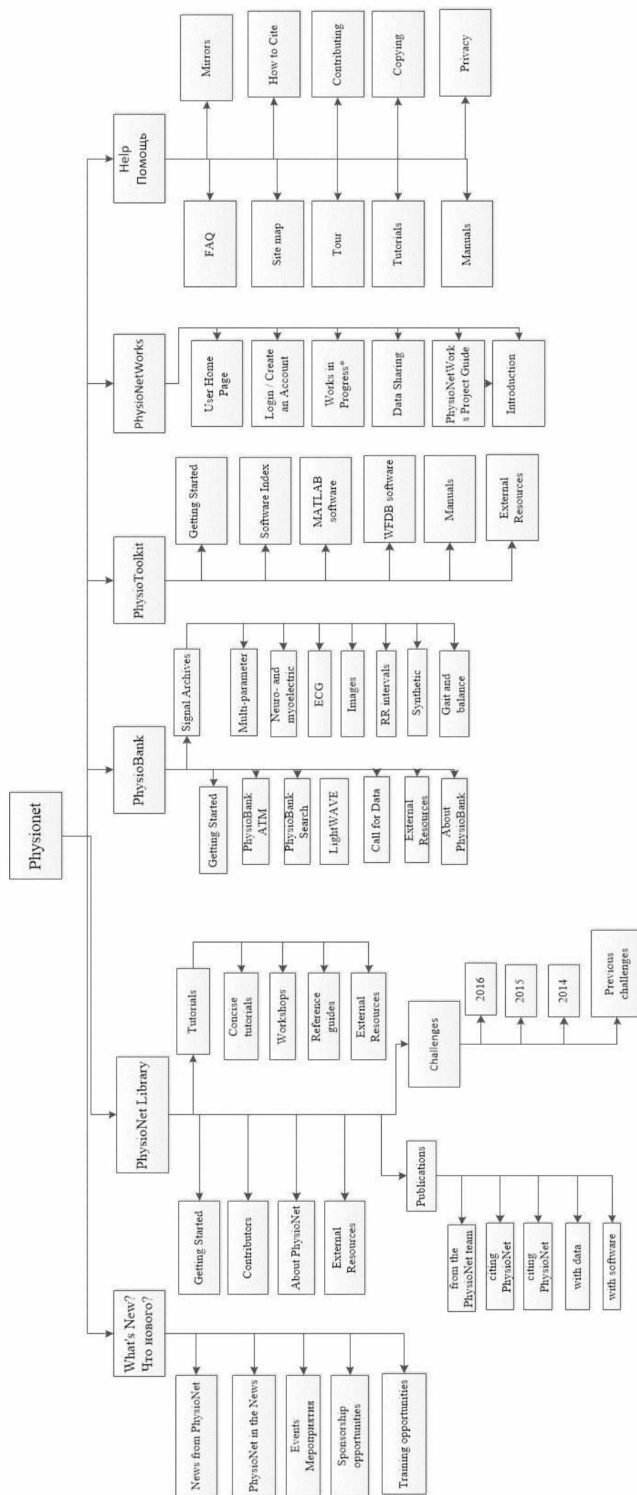 Physionet
What's New?
Что нового?
News from PhysioNet
PhysioNet in the News
Events
Мероприятия
Sponsorship
opportunities
Training opportunities
PhysioNet Library
Getting Started
Contributors
About PhysioNet
External
Resources
Tutorials
Concise
tutorials
Workshops
Reference
guides
External
Resources
Publications
from the
PhysioNet team
citing
PhysioNet
citing
PhysioNet
with data
with software
Challenges
2016
2015
2014
Previous
challenges
PhysioBank
Getting Started
PhysioBank
ATM
PhysioBank
Search
LightWAVE
Call for Data
External
Resources
About
PhysioBank
Signal Archives
Multi-parameter
Neuro- and
myoelectric
ECG
Images
RR intervals
Synthetic
Gait and
balance
PhysioToolkit
Getting Started
Software Index
MATLAB
software
WFDB software
Manuals
External
Resources
PhysioNetWorks
User Home
Page
Login / Create
an Account
Works in
Progress*
Data Sharing
PhysioNetWork
s Project Guide
Introduction
Help
Помощь
FAQ
Site map
Tour
Tutorials
Manuals
Mirrors
How to Cite
Contributing
Copying
Privacy